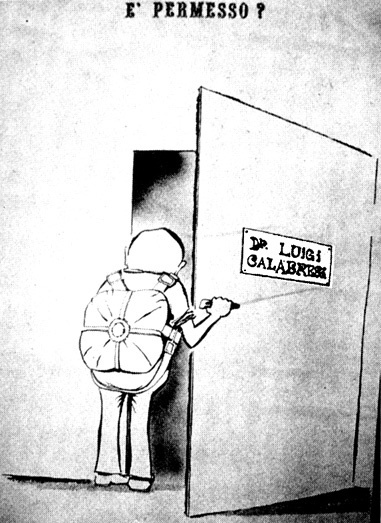 E' PERMESSO?
DR. LUIGI
CALABRESI